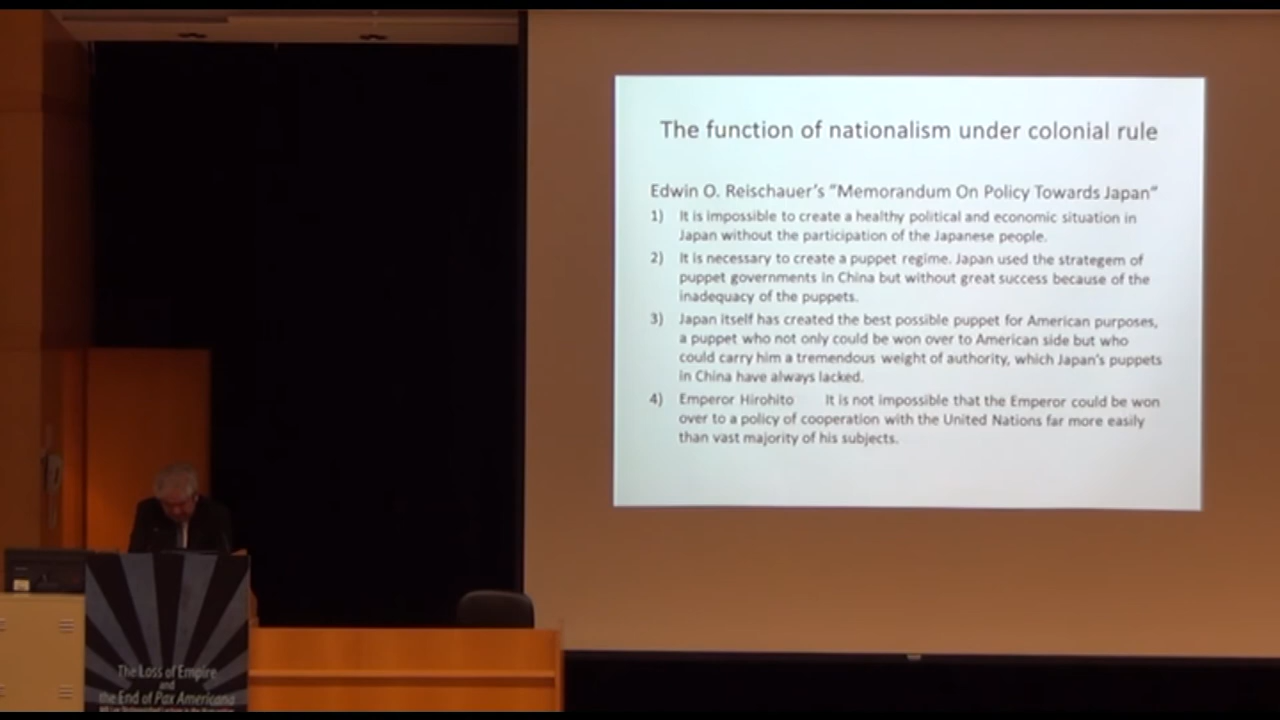 The function of nationalism under colonial rule
Edwin O. Reischauer's "Memorandum On Policy Towards Japan"
1) It is impossible to create a healthy political and economic situation in
Japan without the participation of the Japanese people.
2) It is necessary to create a puppet regime. Japan used the strategem of
puppet governments in China but without great success because of the
inadequacy of the puppets.
3) Japan itself has created the best possible puppet for American purposes,
a puppet who not only could be won over to American side but who
could carry him a tremendous weight of authority, which Japan's puppets
in China have always lacked.
4) Emperor Hirohito It is not impossible that the Emperor could be won
over to a policy of cooperation with the United Nations far more easily
than vast majority of his subjects.
The Loss of Empire
and
the End of Pax Americana